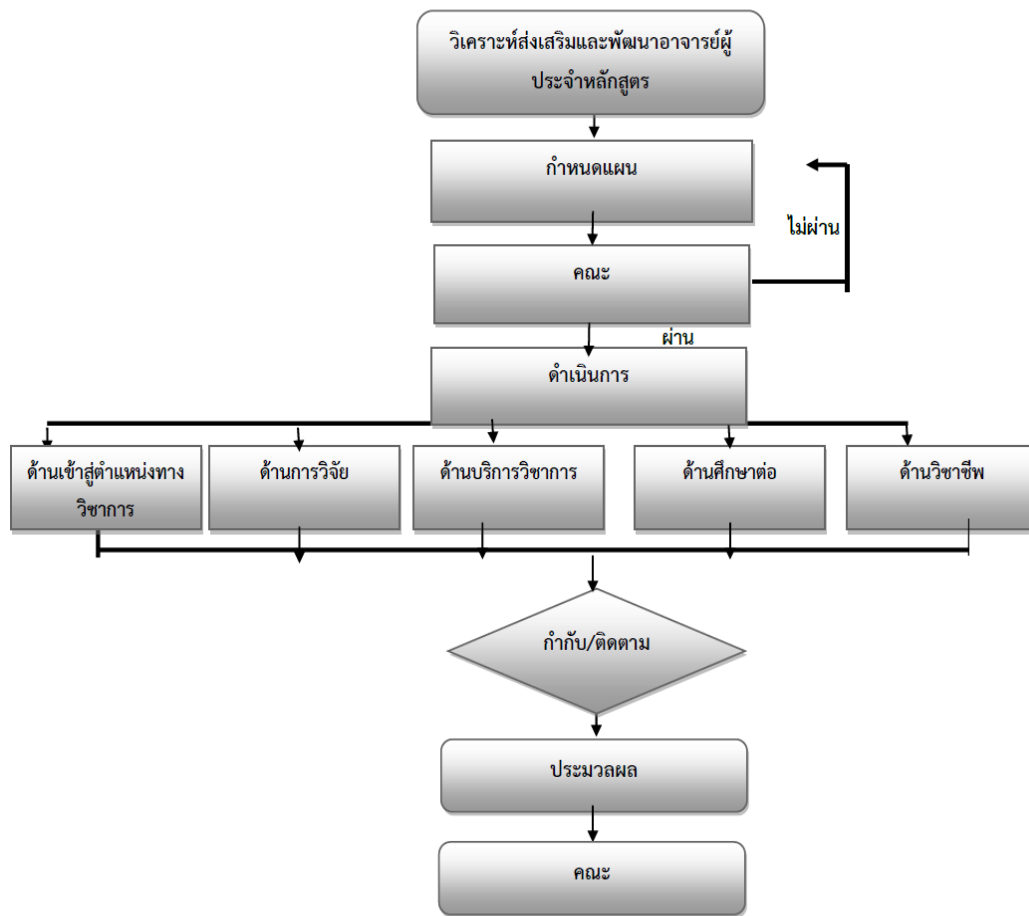 วิเคราะห์ส่งเสริมและพัฒนาอาจารย์ผู้
ประจำหลักสูตร
กำหนดแผน
ไม่ผ่าน
คณะ
ผ่าน
ดำเนินการ
ด้านเข้าสู่ตำแหน่งทาง
วิชาการ
ด้านการวิจัย
ด้านบริการวิชาการ
ด้านศึกษาต่อ
ด้านวิชาชีพ
กำกับ/ติดตาม
ประมวลผล
คณะ